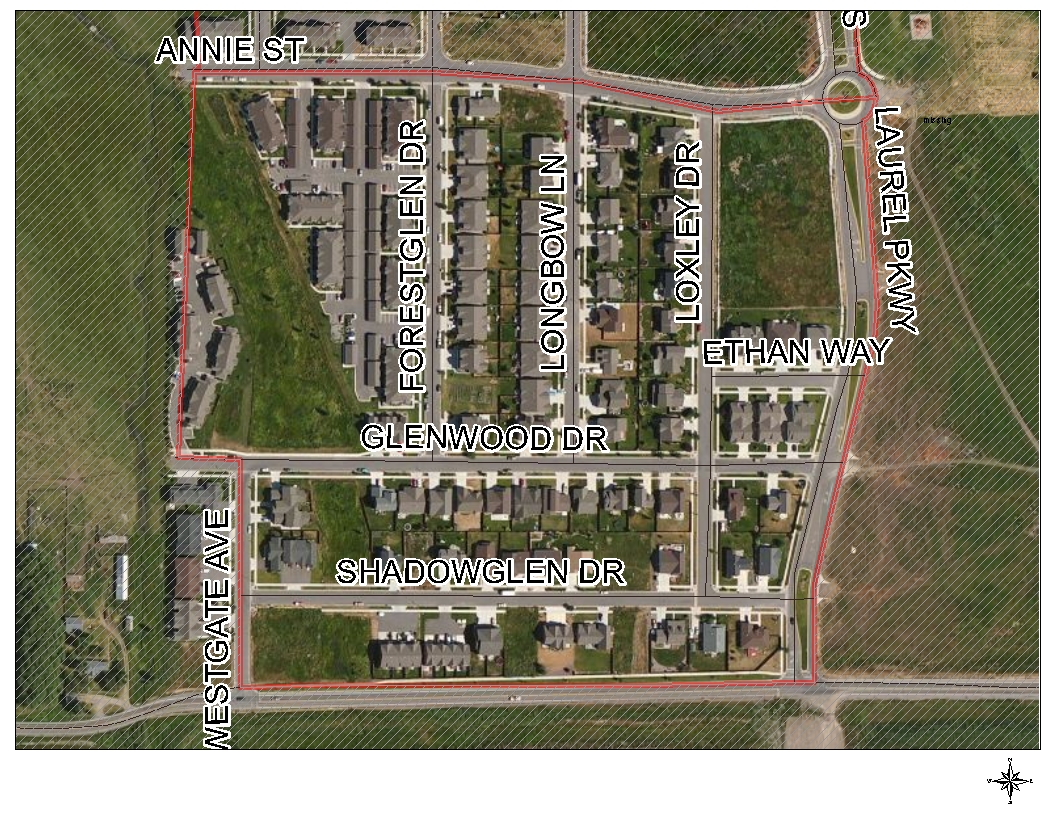 S
ANNIE ST
LAUREL PKWY
FORESTGLEN DR
LONGBOW LN
LOXLEY DR
ETHAN WAY
GLENWOOD DR
WESTGATE AVE
SHADOWGLEN DR
N
W E
S